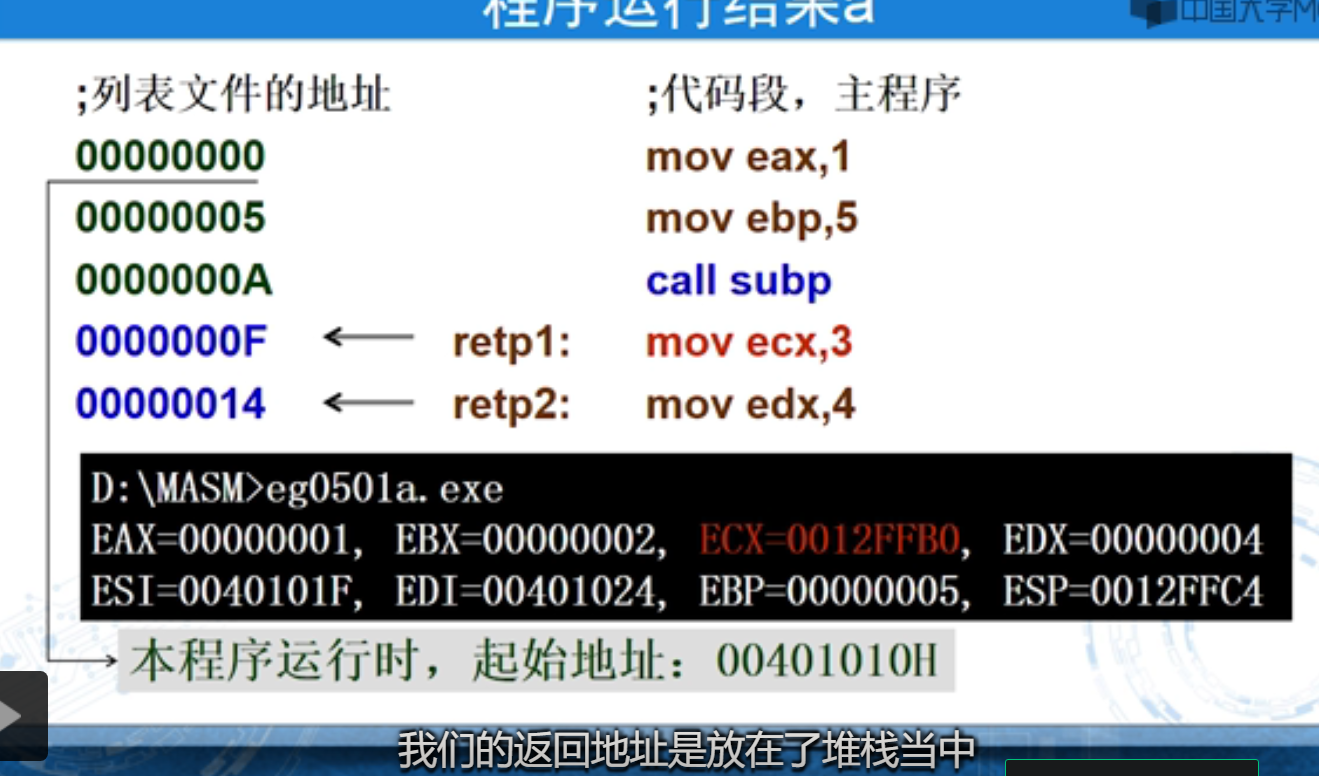 程序运行结果a
中国大学M
;列表文件的地址 ;代码段，主程序
00000000 mov eax,1
00000005 mov ebp,5
0000000A call subp
0000000F retp1: mov ecx,3
00000014 retp2: mov edx,4
D:\MASM>eg0501a.exe
EAX=00000001, EBX=00000002, ECX=0012FFB0, EDX=00000004
ESI=0040101F, EDI=00401024, EBP=00000005, ESP=0012FFC4
本程序运行时，起始地址：00401010H
我们的返回地址是放在了堆栈当中